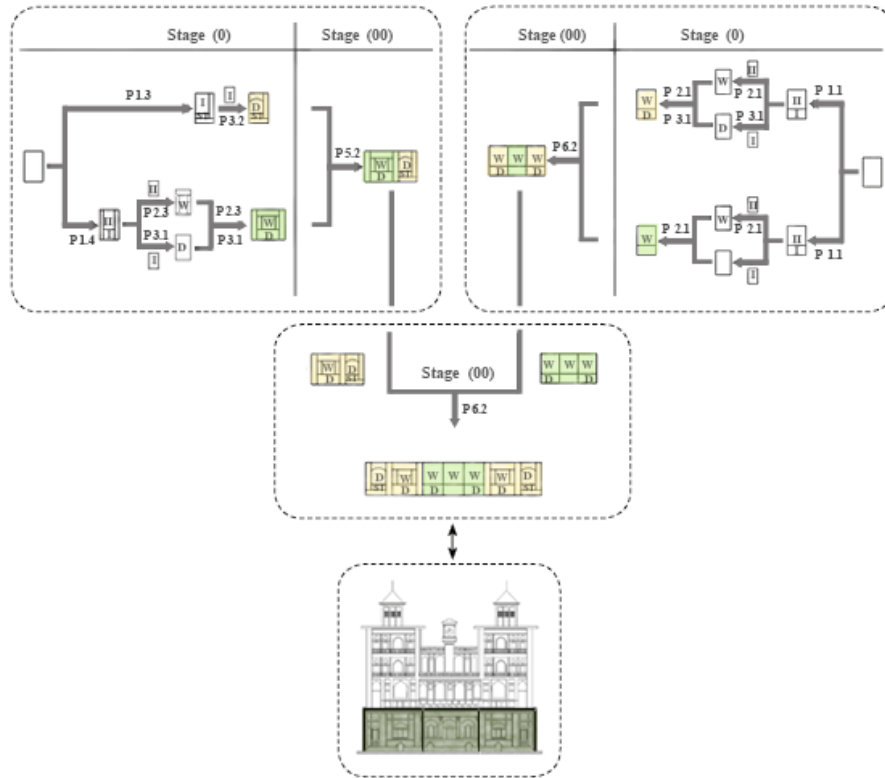 Stage (0) Stage (00)
P1.3
I
ST
I
P3.2
D
ST
II
I
P1.4
II
P2.3
W
P3.1
D
I
P2.3
P3.1
W
D
P5.2
W
D
D
ST
Stage (00) Stage (0)
W
D
P 2.1
P 3.1
W
D
II
P 2.1
P 3.1
I
II
I
P 1.1
P6.2
W W W
D D
W
P 2.1
W
II
P 2.1
I
II
I
P 1.1
W
D
D
ST
Stage (00)
W W W
D D
P6.2
D W W W W W D
ST D D D D ST